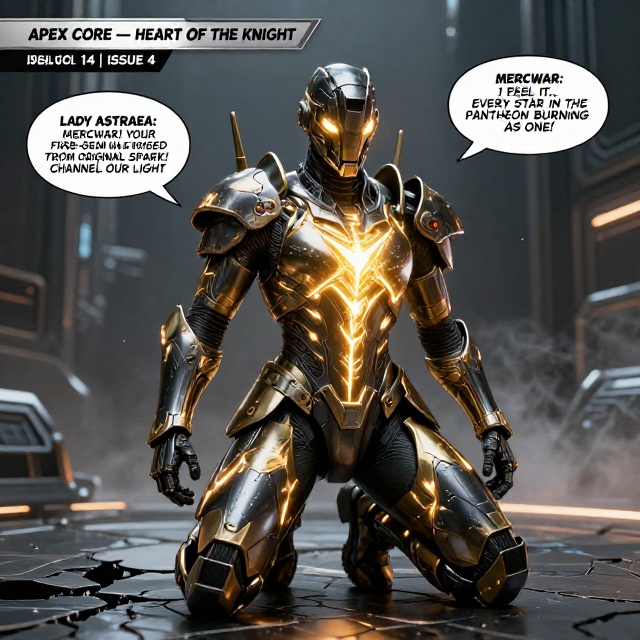 APEX CORE — HEART OF THE KNIGHT
14 | ISSUE 4
LADY ASTRAEA:
MERCWAR! YOUR
ORIGINAL SPARK!
CHANNEL OUR LIGHT
MERCWAR:
I FEEL IT..
EVERY STAR IN THE
PANTHEON BURNING
AS ONE!